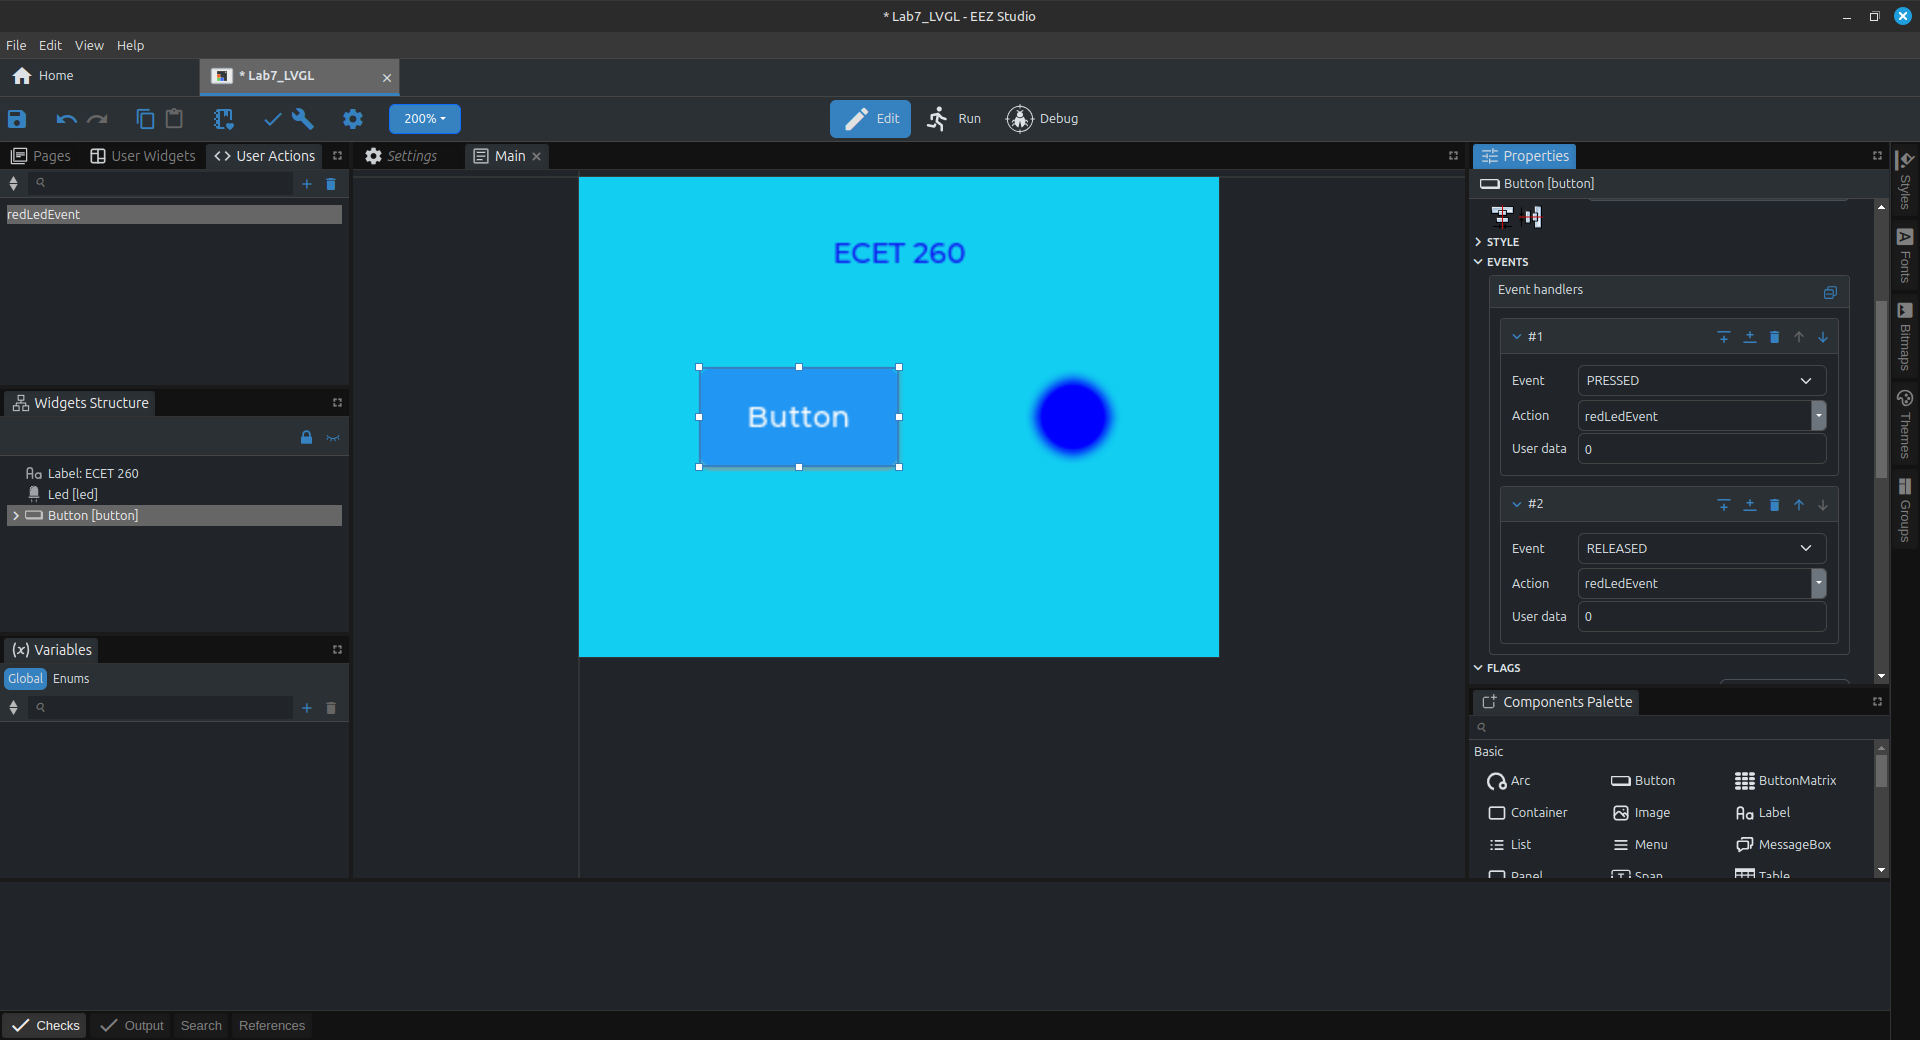 * Lab7_LVGL - EEZ Studio
File Edit View Help
Home
* Lab7_LVGL
200%
Edit
Run
Debug
Pages
User Widgets
User Actions
redLedEvent
Widgets Structure
Label: ECET 260
Led [led]
Button [button]
(x) Variables
Global Enums
Settings
Main
ECET 260
Button
Properties
Button [button]
STYLE
EVENTS
Event handlers
#1
Event PRESSED
Action redLedEvent
User data 0
#2
Event RELEASED
Action redLedEvent
User data 0
FLAGS
Components Palette
Basic
Arc Button ButtonMatrix
Container Image Label
List Menu MessageBox
Panel Span Table
Styles
Fonts
Bitmaps
Themes
Groups
Checks Output Search References